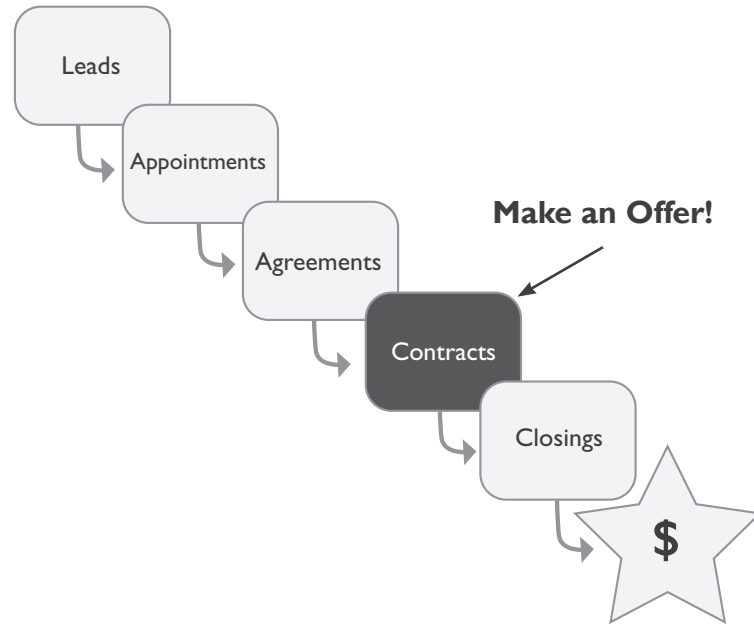 Leads
Appointments
Make an Offer!
Agreements
Contracts
Closings
$